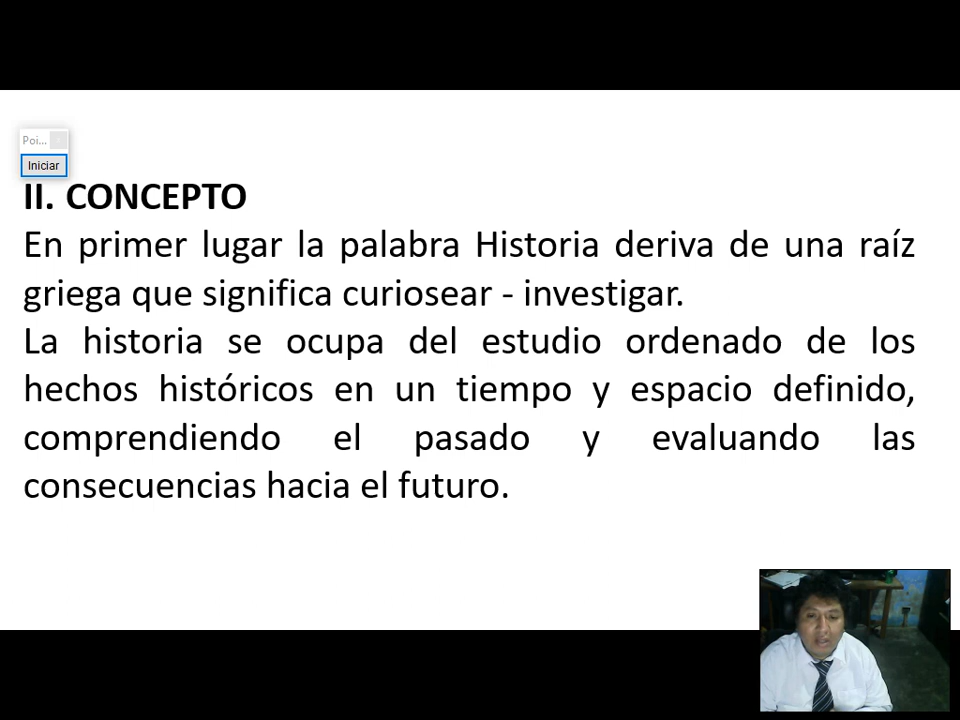 Poi...
Iniciar
II. CONCEPTO
En primer lugar la palabra Historia deriva de una raíz
griega que significa curiosear - investigar.
La historia se ocupa del estudio ordenado de los
hechos históricos en un tiempo y espacio definido,
comprendiendo el pasado y evaluando las
consecuencias hacia el futuro.